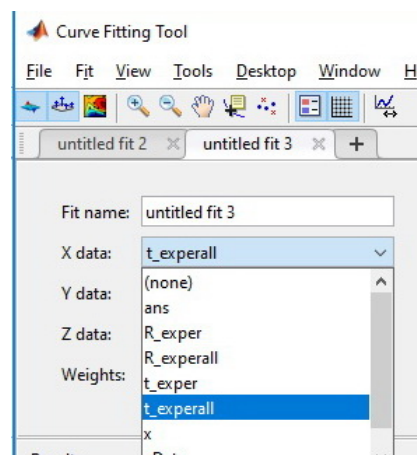 Curve Fitting Tool
File Fit View Tools Desktop Window H
untitled fit 2 untitled fit 3
Fit name: untitled fit 3
X data: t_experall
Y data:
Z data:
Weights:
(none)
ans
R_exper
R_experall
t_exper
t_experall
x